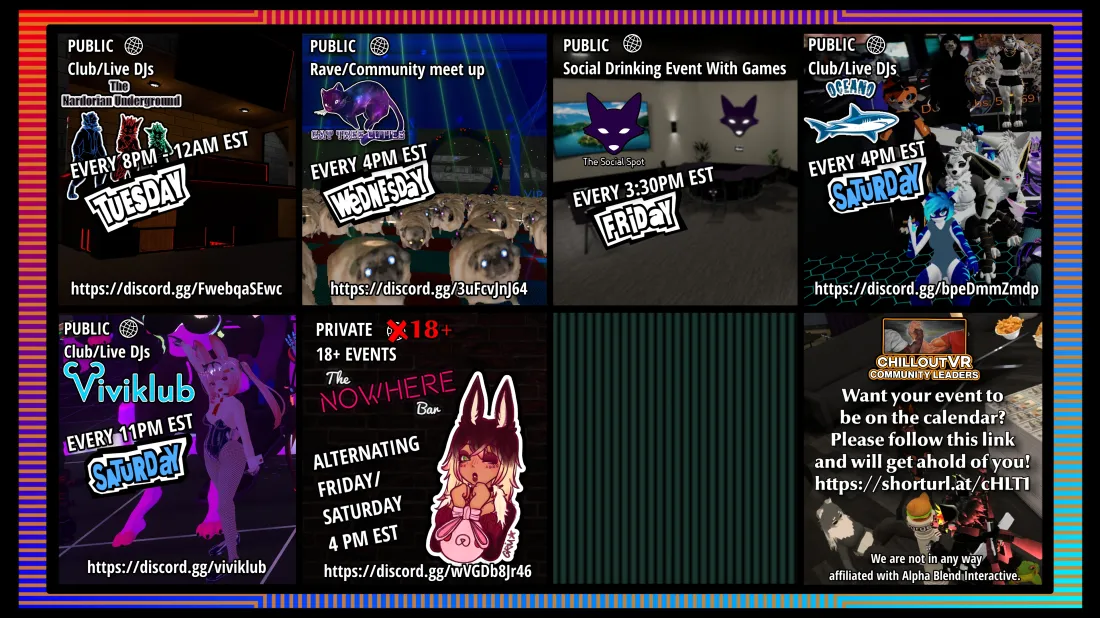 PUBLIC
Club/Live DJs
The
Nardorian Underground
EVERY 8PM - 12AM EST
TUESDAY
https://discord.gg/FwebqaSEwc
PUBLIC
Rave/Community meet up
EVERY 4PM EST
WEDNESDAY
https://discord.gg/3uFcvJnJ64
PUBLIC
Social Drinking Event With Games
The Social Spot
EVERY 3:30PM EST
FRIDAY
PUBLIC
Club/Live DJs
OCEANO
EVERY 4PM EST
SATURDAY
https://discord.gg/bpeDmmZmdp
PUBLIC
Club/Live DJs
Viviklub
EVERY 11PM EST
SATURDAY
https://discord.gg/viviklub
PRIVATE
18+
18+ EVENTS
The
NOWHERE
Bar
ALTERNATING
FRIDAY/
SATURDAY
4 PM EST
https://discord.gg/wVGDb8Jr46
CHILLOUTVR
COMMUNITY LEADERS
Want your event to
be on the calendar?
Please follow this link
and will get ahold of you!
https://shorturl.at/cHLT1
We are not in any way
affiliated with Alpha Blend Interactive.